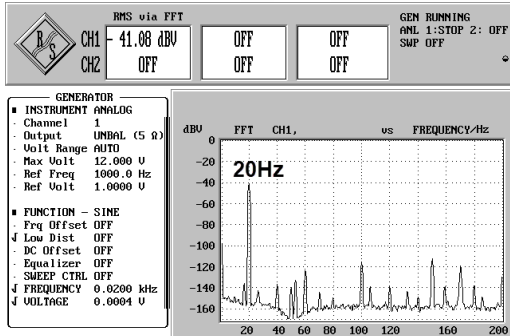 RMS via FFT
R S
CH1 - 41.08 dBV OFF OFF
CH2 OFF OFF OFF
GEN RUNNING
ANL 1:STOP 2: OFF
SWP OFF
GENERATOR
INSTRUMENT ANALOG
Channel 1
Output UNBAL (5 Ω)
Volt Range AUTO
Max Volt 12.000 V
Ref Freq 1000.0 Hz
Ref Volt 1.0000 V
FUNCTION - SINE
Frq Offset OFF
√ Low Dist OFF
DC Offset OFF
Equalizer OFF
SWEEP CTRL OFF
√ FREQUENCY 0.0200 kHz
√ VOLTAGE 0.0004 V
dBV FFT CH1, vs FREQUENCY/Hz
0
-20
20Hz
-40
-60
-80
-100
-120
-140
-160
20 40 60 80 100 120 160 200